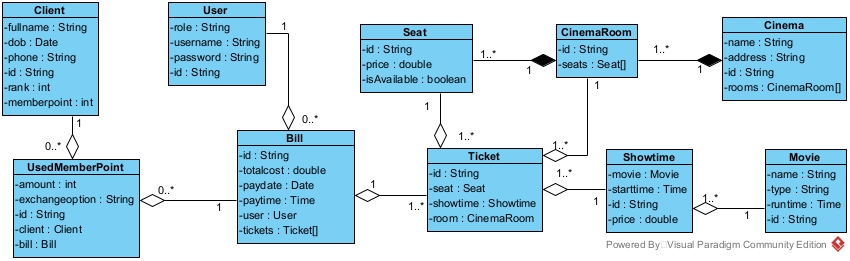 Client
-fullname : String
-dob : Date
-phone : String
-id : String
-rank : int
-memberpoint : int
User
-role : String
-username : String
-password : String
-id : String
Seat
-id : String
-price : double
-isAvailable : boolean
CinemaRoom
-id : String
-seats : Seat[]
Cinema
-name : String
-address : String
-id : String
-rooms : CinemaRoom[]
1
1
1..*
1
1..*
1
1
1
0..*
0..*
1..*
1..*
UsedMemberPoint
-amount : int
-exchangeoption : String
-id : String
-client : Client
-bill : Bill
Bill
-id : String
-totalcost : double
-paydate : Date
-paytime : Time
-user : User
-tickets : Ticket[]
Ticket
-id : String
-seat : Seat
-showtime : Showtime
-room : CinemaRoom
Showtime
-movie : Movie
-starttime : Time
-id : String
-price : double
Movie
-name : String
-type : String
-runtime : Time
-id : String
0..*
1
1
1..*
0..*
1
1..*
1
Powered By Visual Paradigm Community Edition